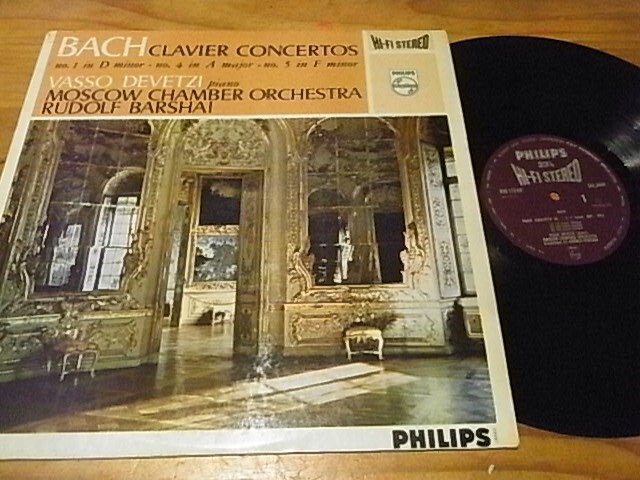 BACH CLAVIER CONCERTOS
no. 1 in D minor - no. 4 in A major - no. 5 in F minor
VASSO DEVETZI piano
MOSCOW CHAMBER ORCHESTRA
RUDOLF BARSHAI
HI-FI STEREO
PHILIPS
PHILIPS
PHILIPS
HI-FI STEREO
1